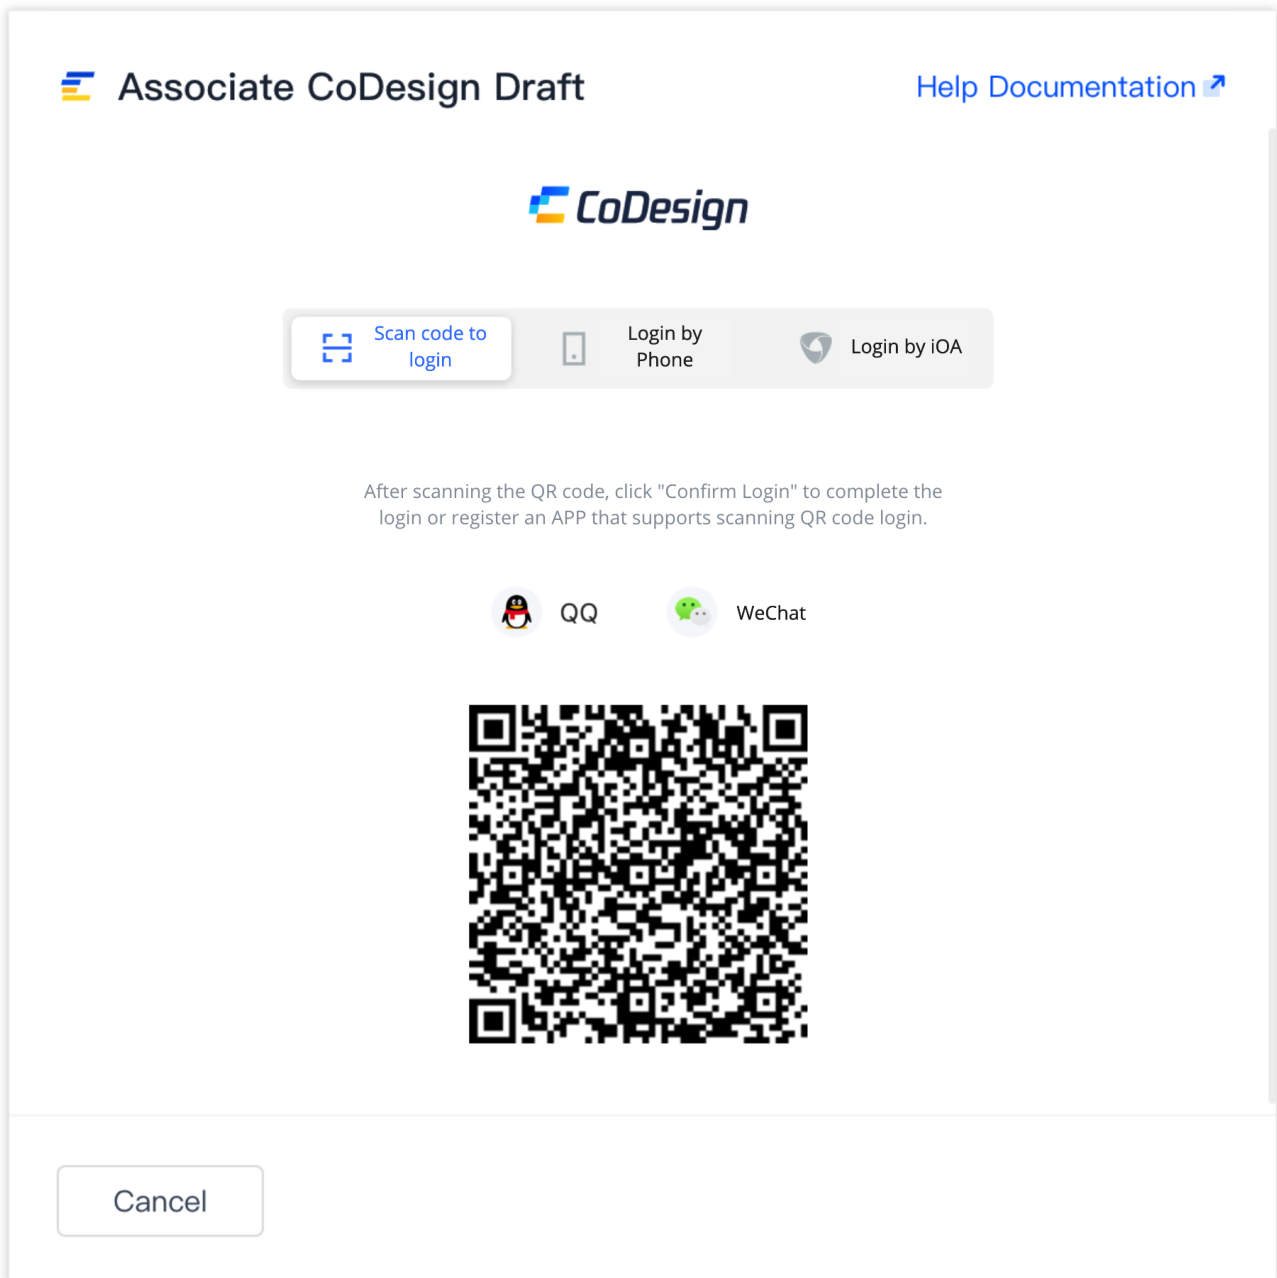 Associate CoDesign Draft
Help Documentation
CoDesign
Scan code to
login
Login by
Phone
Login by iOA
After scanning the QR code, click "Confirm Login" to complete the
login or register an APP that supports scanning QR code login.
QQ
WeChat
Cancel